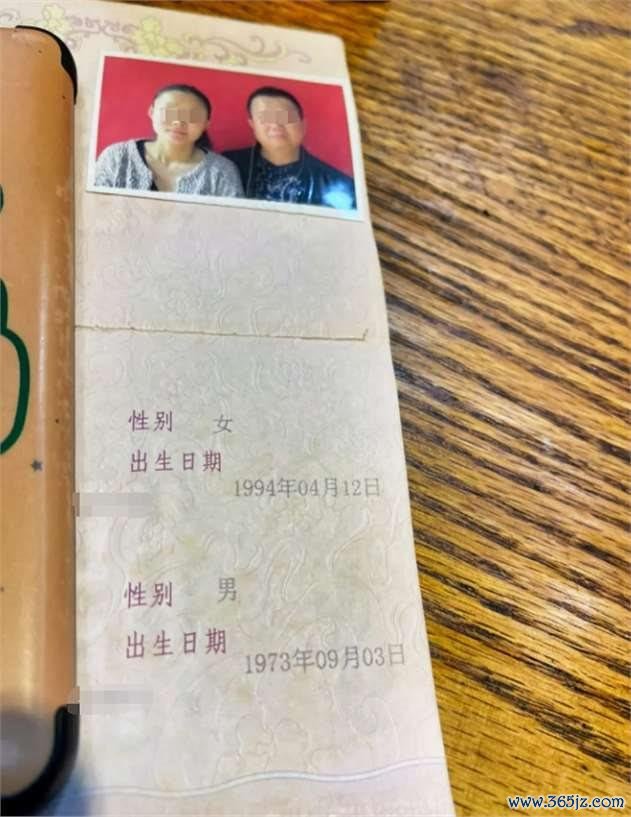 性别 女
出生日期 1994年04月12日
性别 男
出生日期 1973年09月03日
www.365jz.com